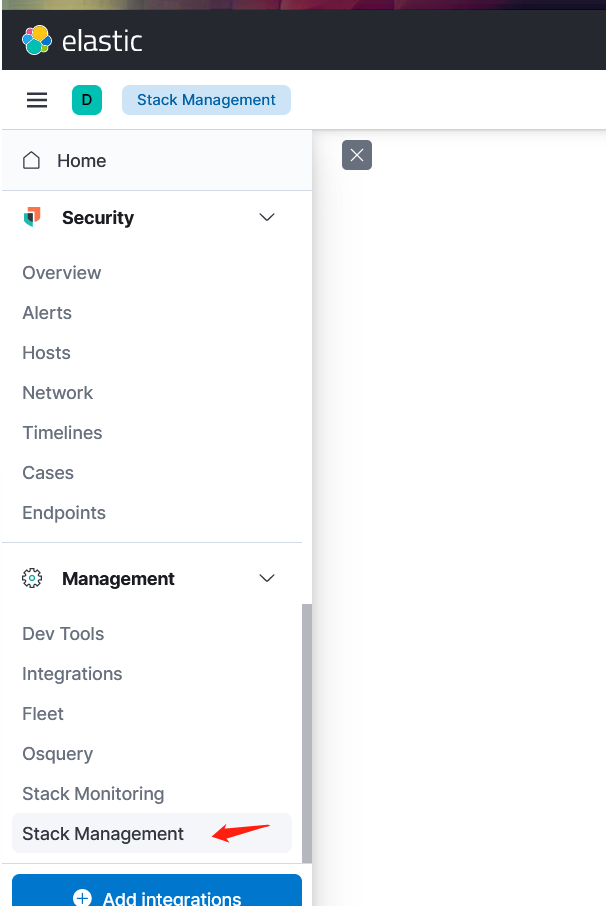 elastic
D
Stack Management
Home
Security
Overview
Alerts
Hosts
Network
Timelines
Cases
Endpoints
Management
Dev Tools
Integrations
Fleet
Osquery
Stack Monitoring
Stack Management
Add integrations